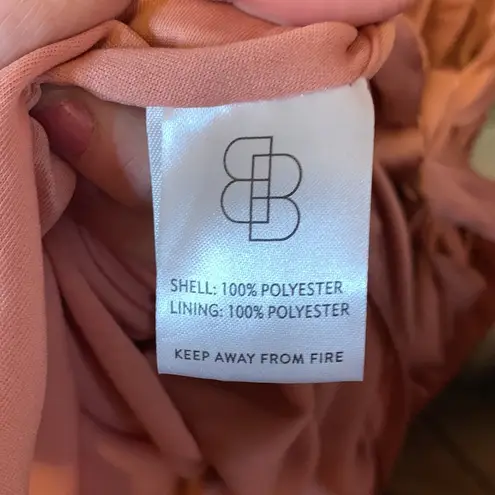 SHELL: 100% POLYESTER
LINING: 100% POLYESTER
KEEP AWAY FROM FIRE